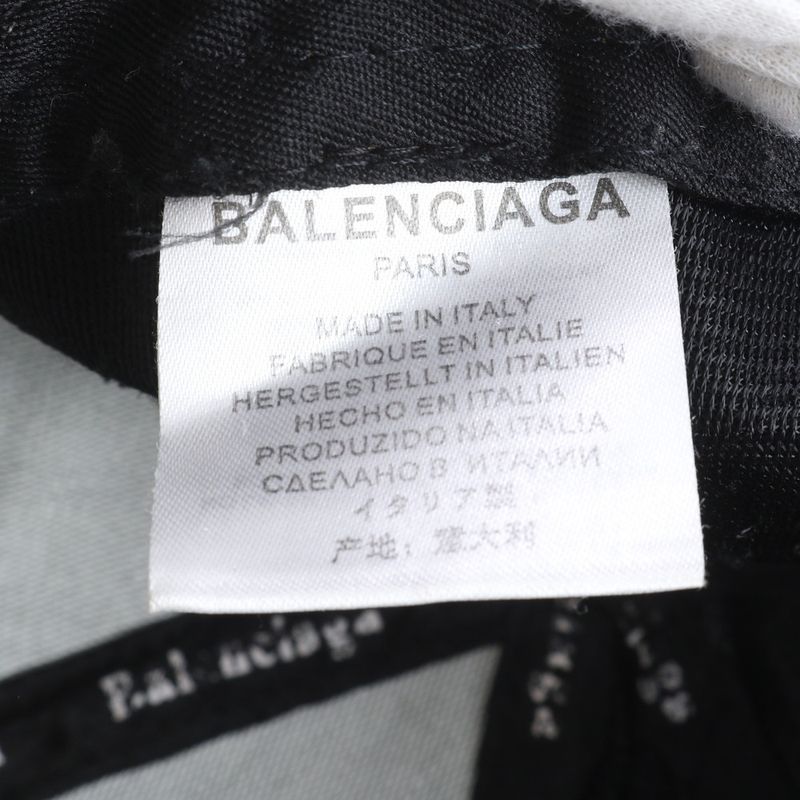 BALENCIAGA
PARIS
MADE IN ITALY
FABRIQUE EN ITALIE
HERGESTELLT IN ITALIEN
HECHO EN ITALIA
PRODUZIDO NA ITALIA
СДЕЛАНО В ИТАЛИИ
イタリア製
产地：意大利
Balenciaga